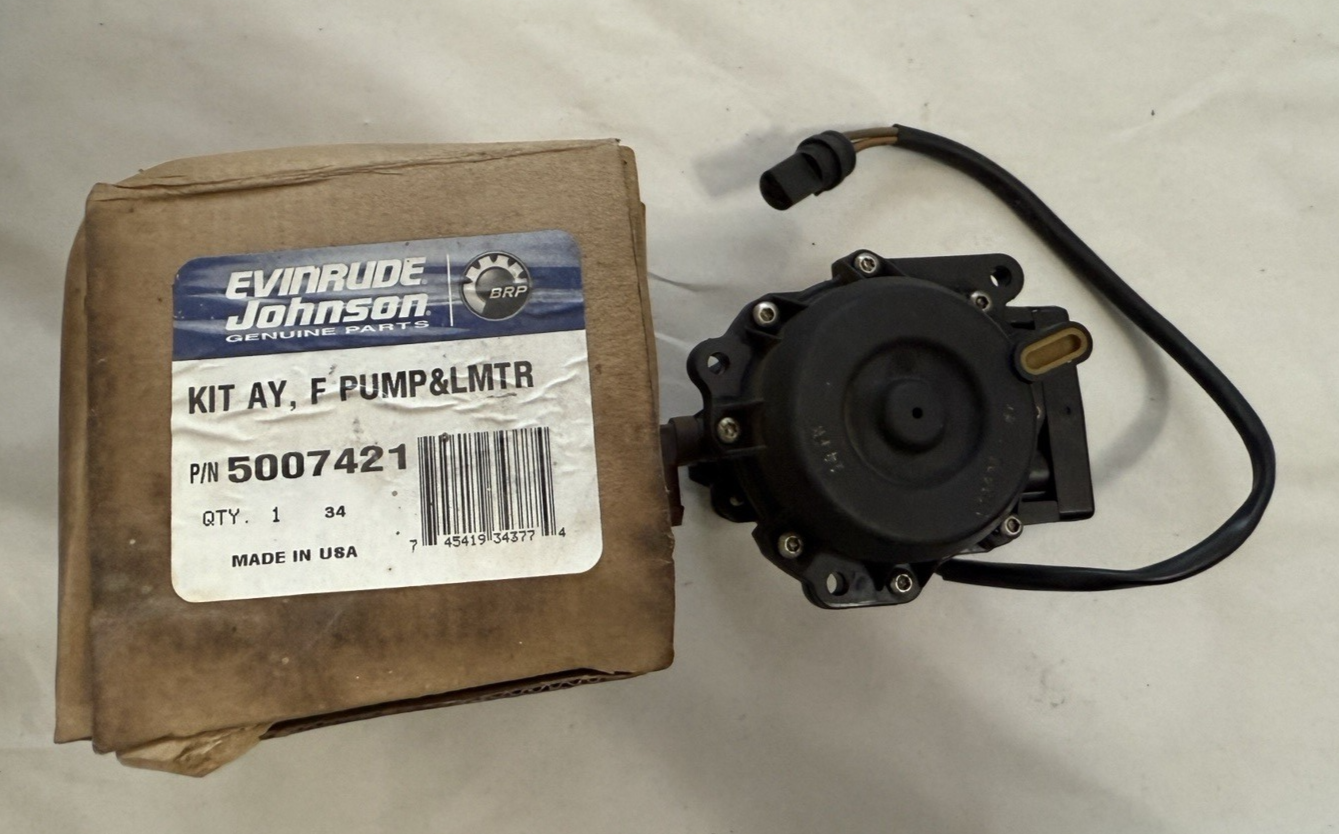 EVINRUDE
Johnson
GENUINE PARTS
BRP
KIT AY, F PUMP&LMTR
P/N 5007421
QTY. 1 34
7 45419 34377 4
MADE IN USA